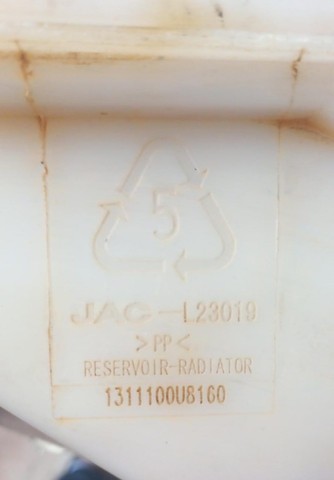 5
JAC-L23019
>PP<
RESERVOIR-RADIATOR
1311100U8160